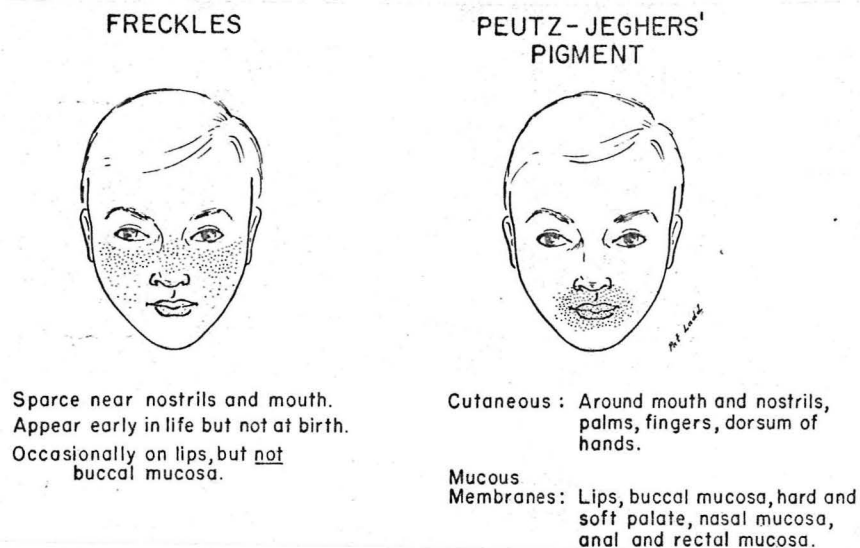 FRECKLES
Sparce near nostrils and mouth.
Appear early in life but not at birth.
Occasionally on lips, but not
buccal mucosa.
PEUTZ-JEGHERS'
PIGMENT
Pat Ladd
Cutaneous: Around mouth and nostrils,
palms, fingers, dorsum of
hands.
Mucous
Membranes: Lips, buccal mucosa, hard and
soft palate, nasal mucosa,
anal and rectal mucosa.